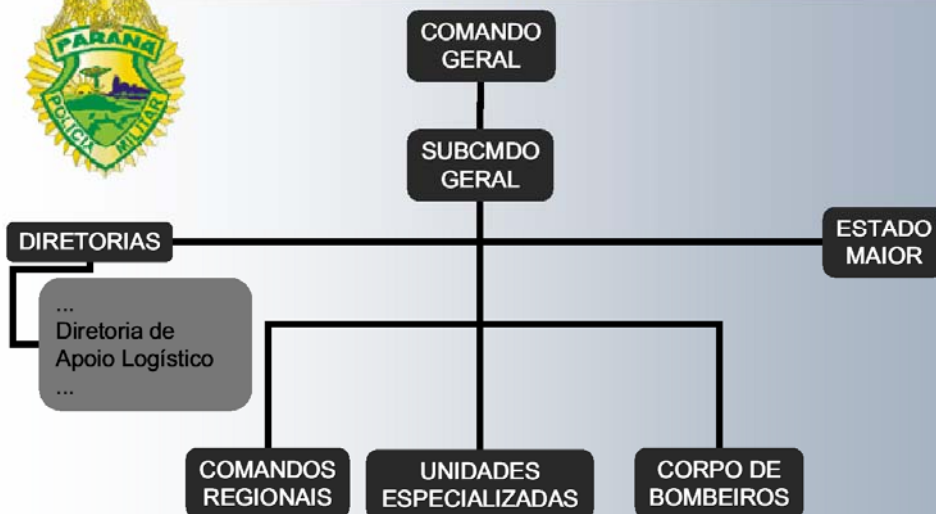 PARANÁ
POLÍCIA MILITAR
COMANDO
GERAL
SUBCMDO
GERAL
DIRETORIAS
ESTADO
MAIOR
...
Diretoria de
Apoio Logístico
...
COMANDOS
REGIONAIS
UNIDADES
ESPECIALIZADAS
CORPO DE
BOMBEIROS